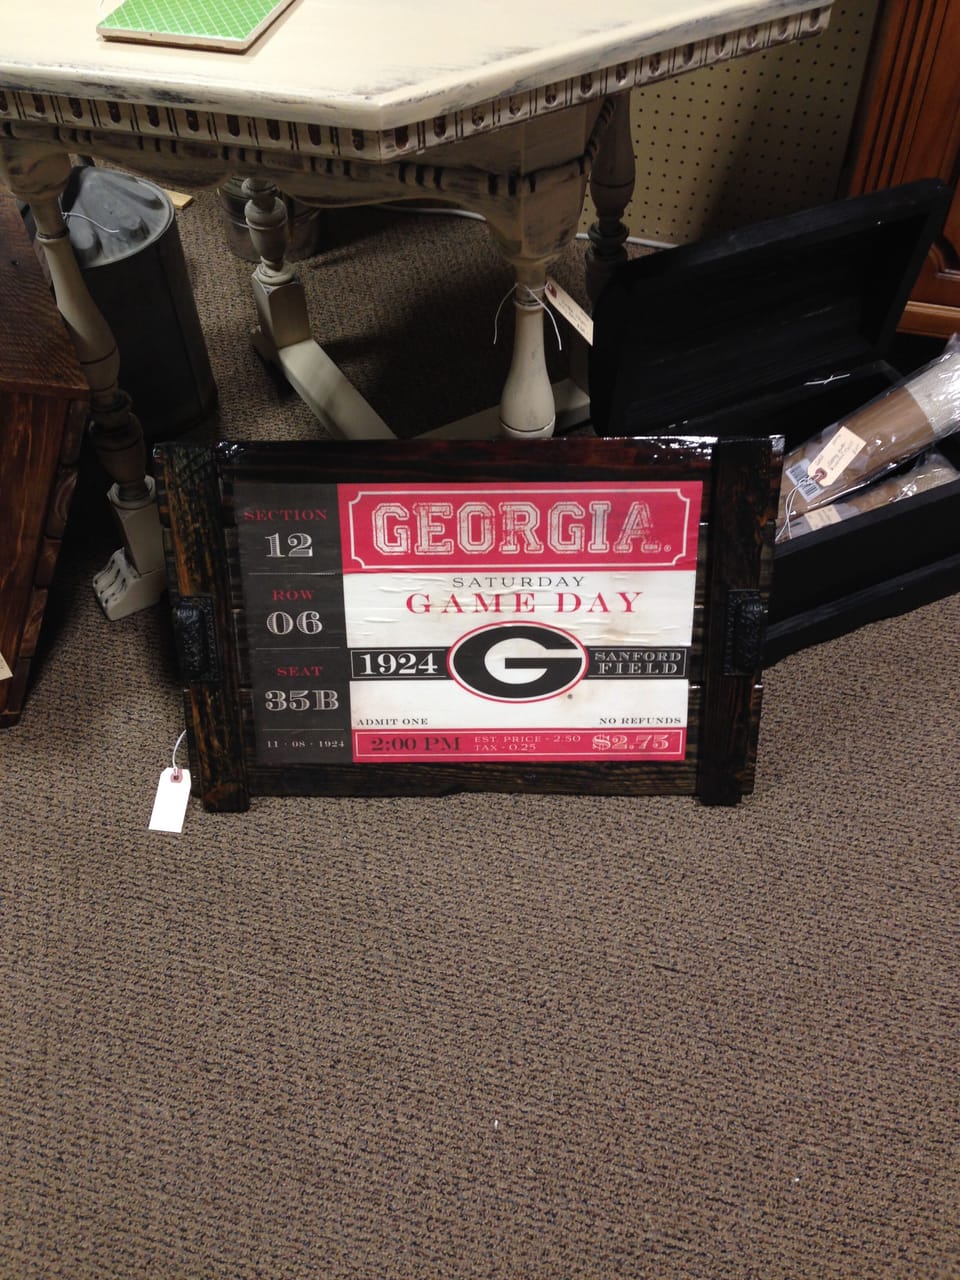 SECTION
12
ROW
06
SEAT
35B
11 · 08 · 1924
GEORGIA.
SATURDAY
GAME DAY
1924
G
SANFORD
FIELD
ADMIT ONE
NO REFUNDS
2:00 PM
EST. PRICE - 2.50
TAX - 0.25
$2.75